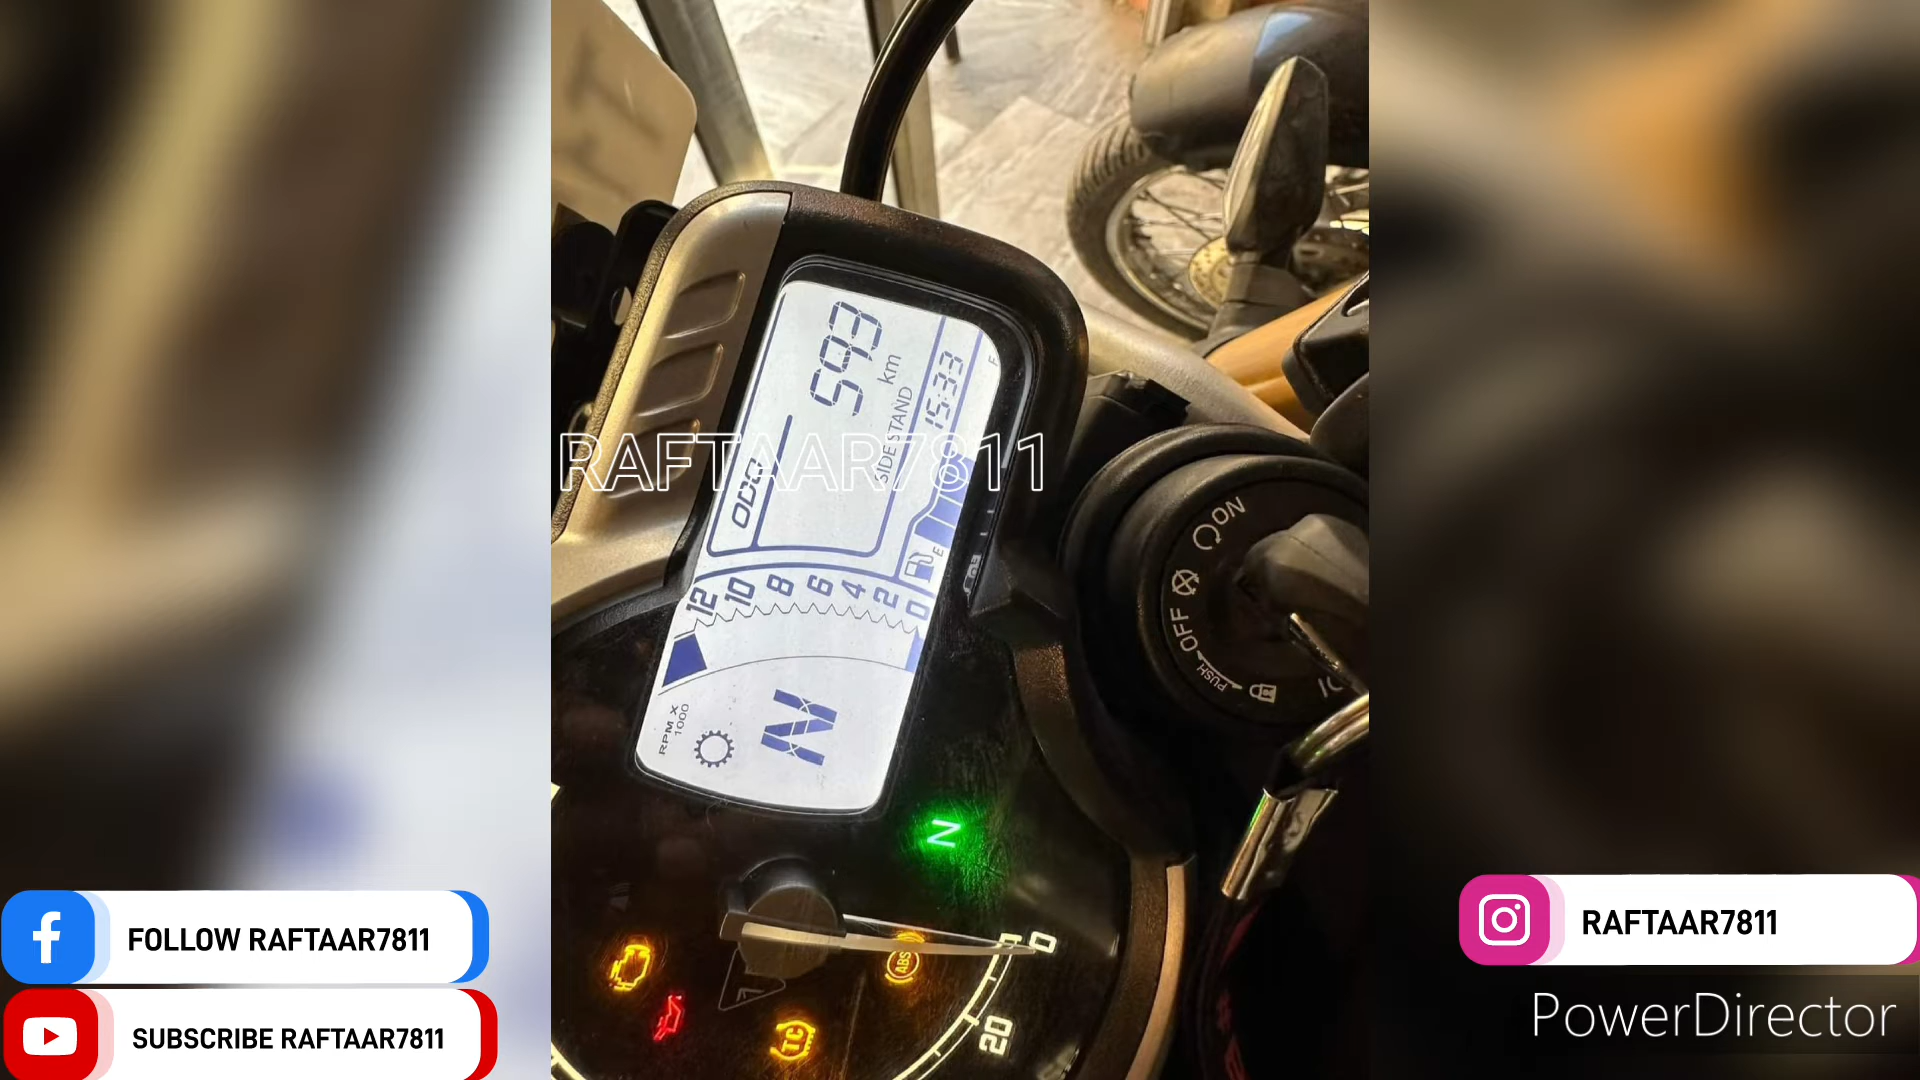 593
km
ODO
SIDE STAND
15:33
F
E
RAFTAAR7811
12 10 8 6 4 2 0
RPM X
1000
N
N
ABS
TC
0
20
ON
OFF
PUSH
FOLLOW RAFTAAR7811
SUBSCRIBE RAFTAAR7811
RAFTAAR7811
PowerDirector